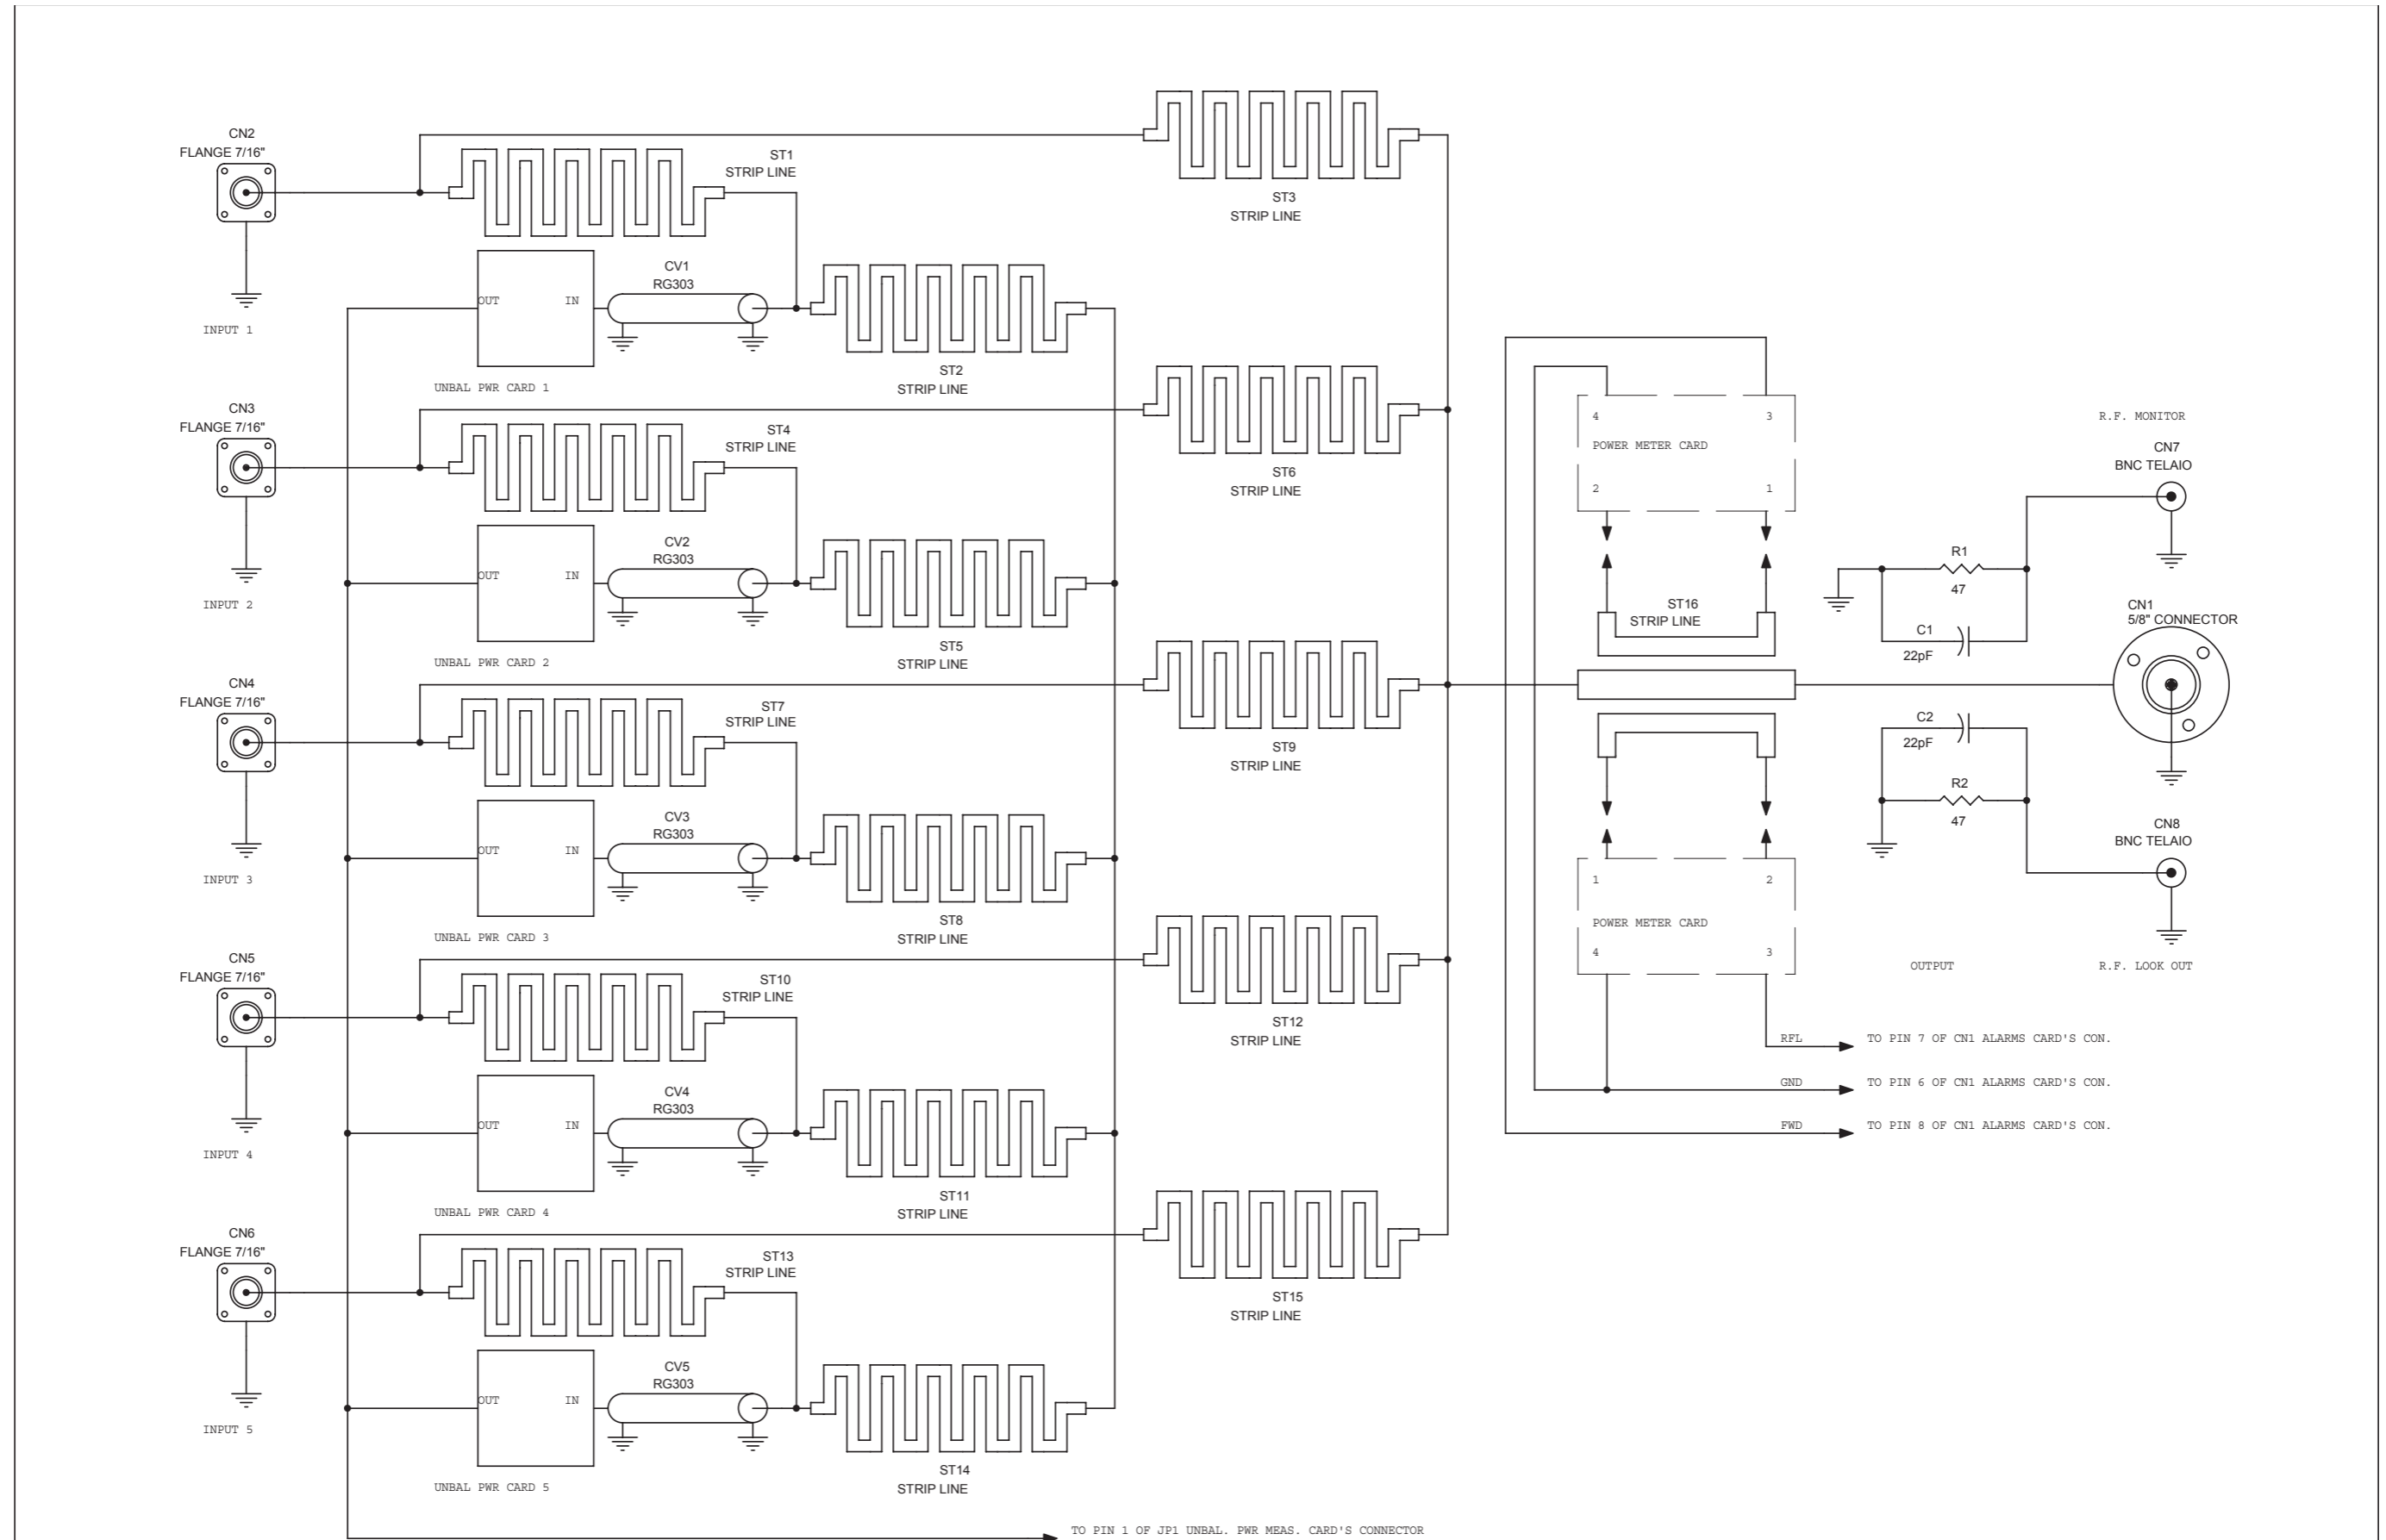 CN2
FLANGE 7/16"
INPUT 1
ST1
STRIP LINE
ST3
STRIP LINE
CV1
RG303
OUT IN
UNBAL PWR CARD 1
ST2
STRIP LINE
CN3
FLANGE 7/16"
INPUT 2
ST4
STRIP LINE
ST6
STRIP LINE
CV2
RG303
OUT IN
UNBAL PWR CARD 2
ST5
STRIP LINE
CN4
FLANGE 7/16"
INPUT 3
ST7
STRIP LINE
ST9
STRIP LINE
CV3
RG303
OUT IN
UNBAL PWR CARD 3
ST8
STRIP LINE
CN5
FLANGE 7/16"
INPUT 4
ST10
STRIP LINE
ST12
STRIP LINE
CV4
RG303
OUT IN
UNBAL PWR CARD 4
ST11
STRIP LINE
CN6
FLANGE 7/16"
INPUT 5
ST13
STRIP LINE
ST15
STRIP LINE
CV5
RG303
OUT IN
UNBAL PWR CARD 5
ST14
STRIP LINE
TO PIN 1 OF JP1 UNBAL. PWR MEAS. CARD'S CONNECTOR
4 3
POWER METER CARD
2 1
ST16
STRIP LINE
R.F. MONITOR
CN7
BNC TELAIO
R1
47
C1
22pF
CN1
5/8" CONNECTOR
C2
22pF
R2
47
CN8
BNC TELAIO
1 2
POWER METER CARD
4 3
OUTPUT
R.F. LOOK OUT
RFL TO PIN 7 OF CN1 ALARMS CARD'S CON.
GND TO PIN 6 OF CN1 ALARMS CARD'S CON.
FWD TO PIN 8 OF CN1 ALARMS CARD'S CON.